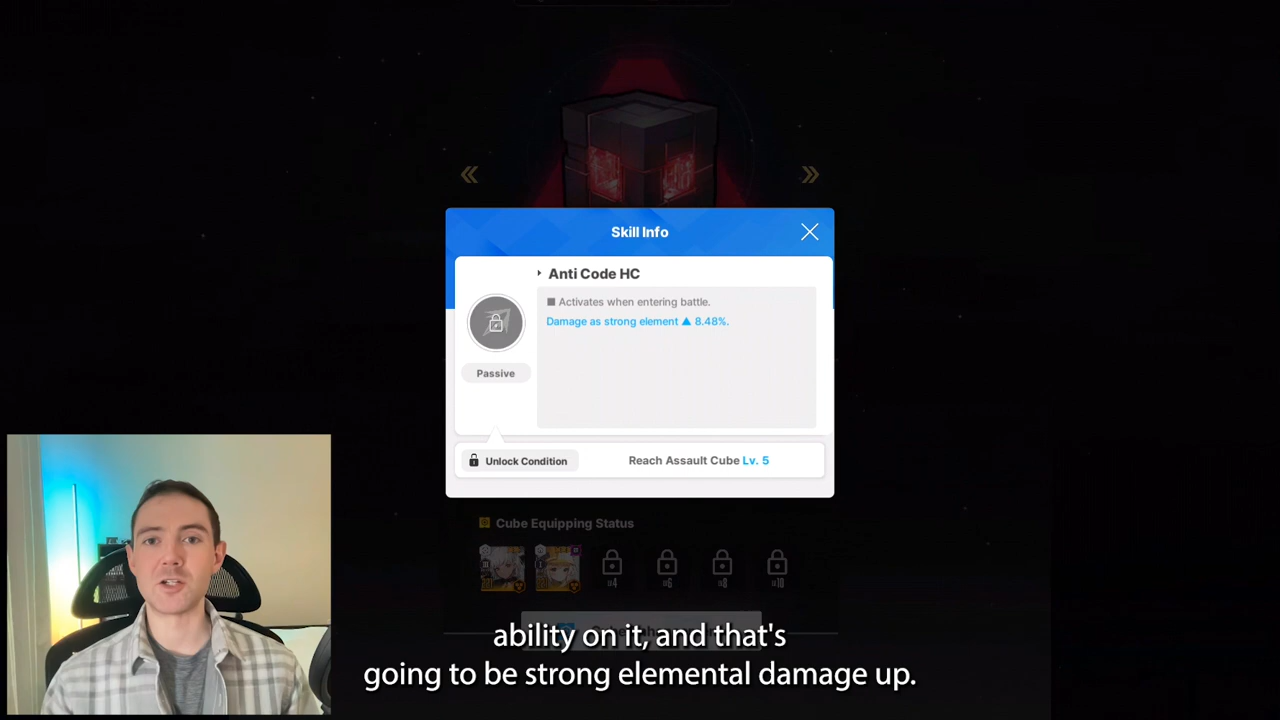 Skill Info
Anti Code HC
■ Activates when entering battle.
Damage as strong element ▲ 8.48%.
Passive
Unlock Condition
Reach Assault Cube Lv. 5
Cube Equipping Status
ability on it, and that's
going to be strong elemental damage up.